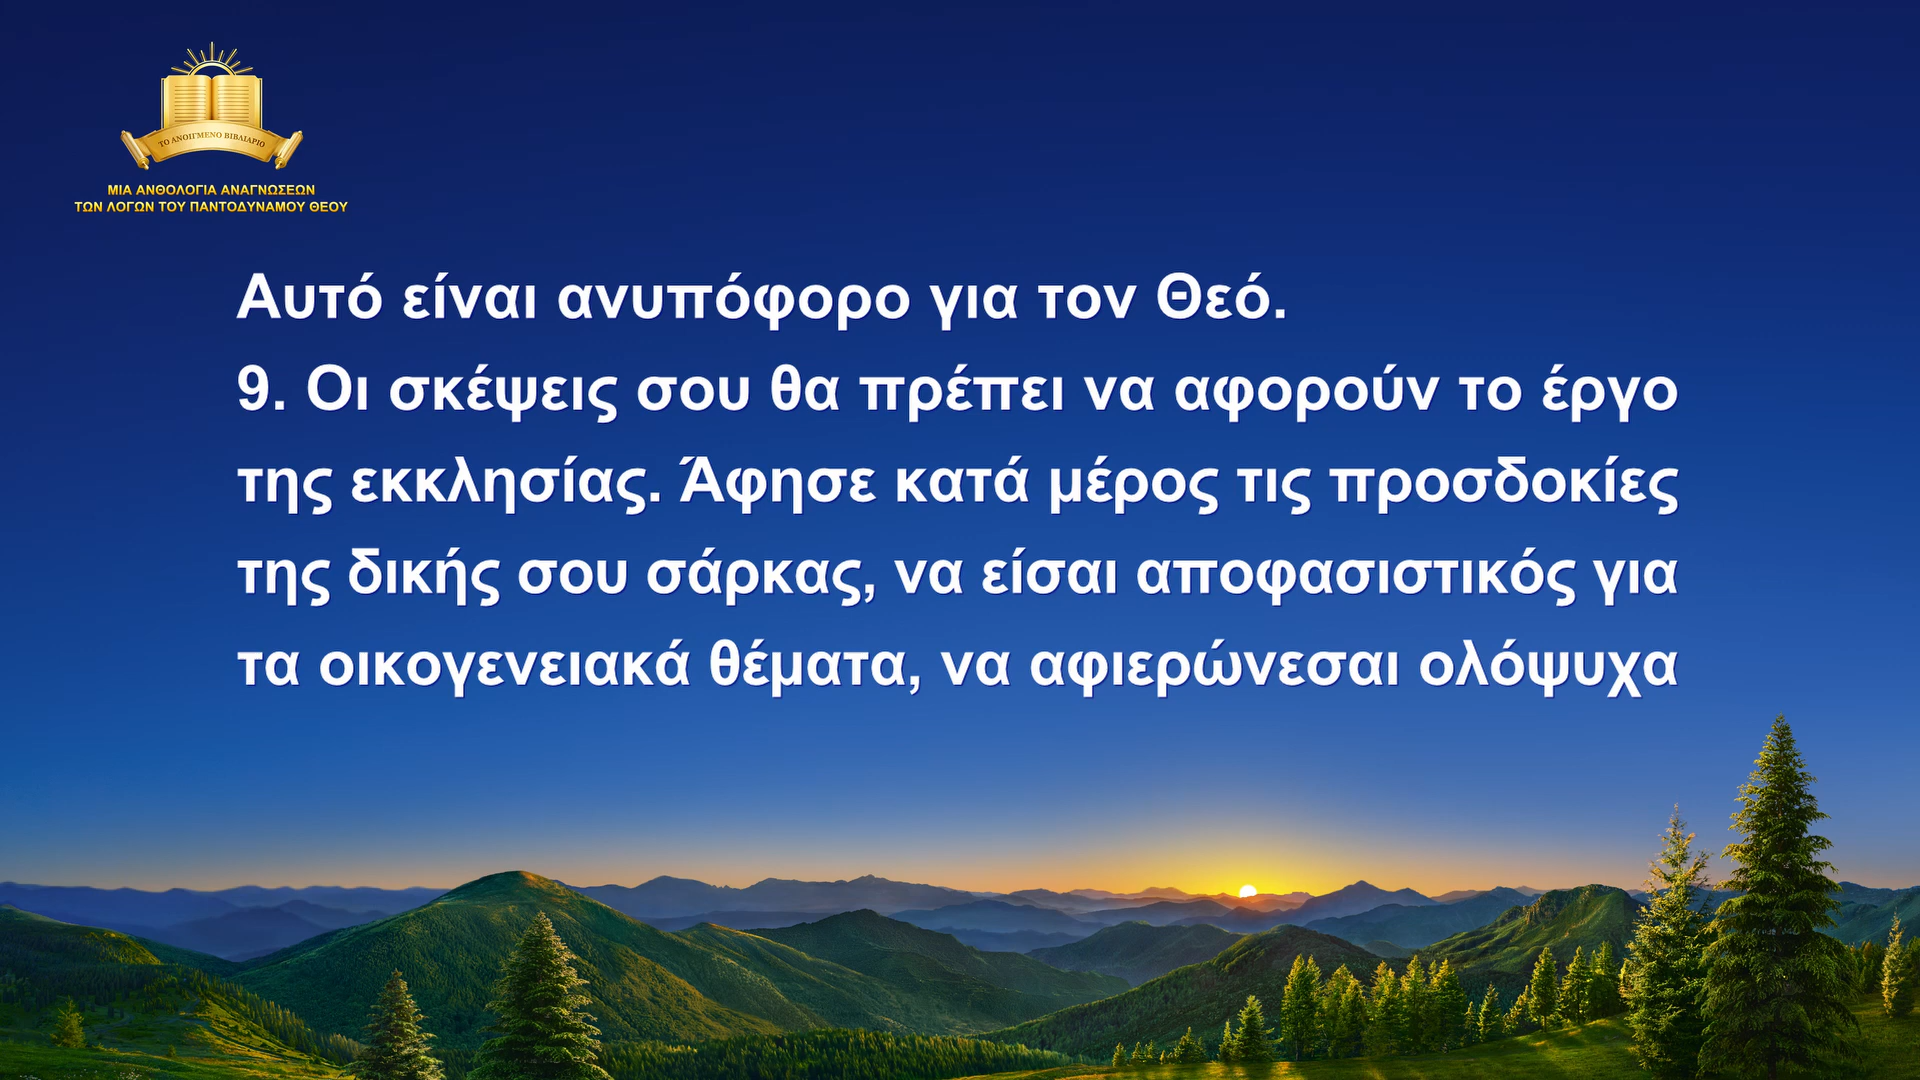 ΤΟ ΑΝΟΙΓΜΕΝΟ ΒΙΒΛΙΑΡΙΟ
ΜΙΑ ΑΝΘΟΛΟΓΙΑ ΑΝΑΓΝΩΣΕΩΝ
ΤΩΝ ΛΟΓΩΝ ΤΟΥ ΠΑΝΤΟΔΥΝΑΜΟΥ ΘΕΟΥ
Αυτό είναι ανυπόφορο για τον Θεό.
9. Οι σκέψεις σου θα πρέπει να αφορούν το έργο
της εκκλησίας. Άφησε κατά μέρος τις προσδοκίες
της δικής σου σάρκας, να είσαι αποφασιστικός για
τα οικογενειακά θέματα, να αφιερώνεσαι ολόψυχα